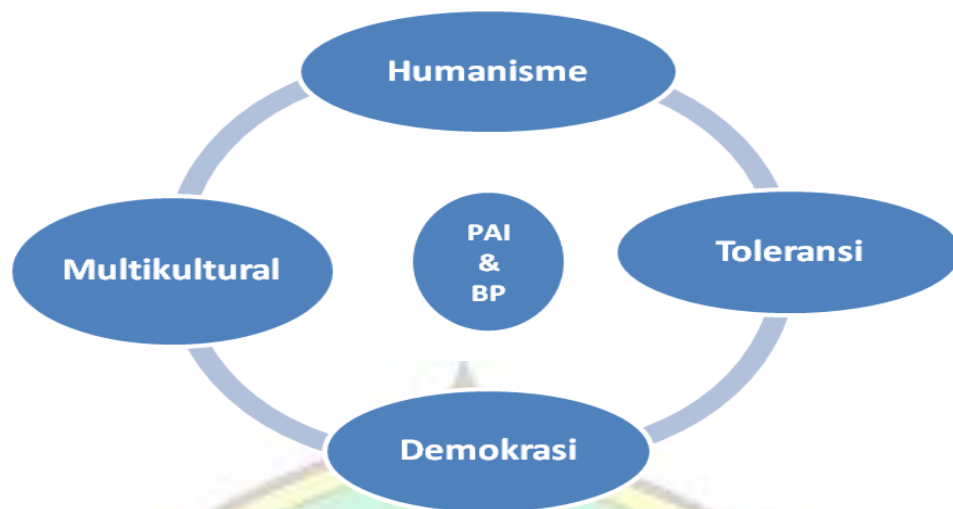 Humanisme
Multikultural
PAI
&
BP
Toleransi
Demokrasi